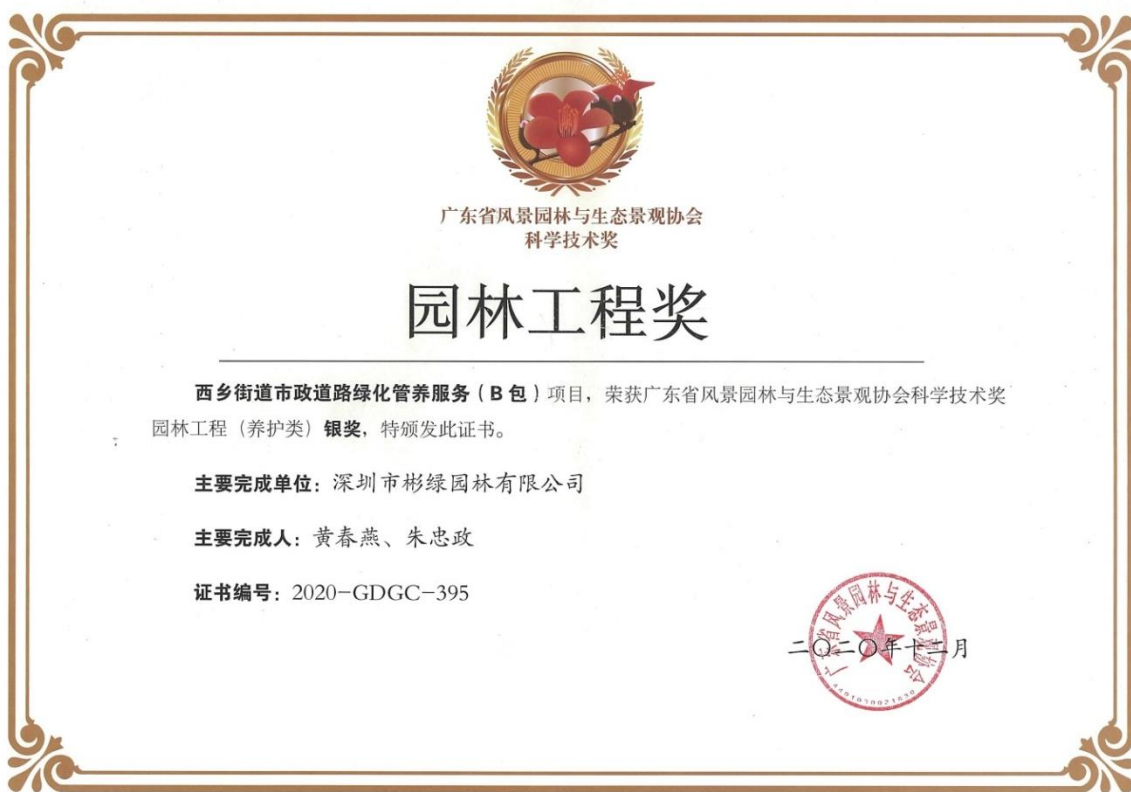 广东省风景园林与生态景观协会
科学技术奖
园林工程奖
西乡街道市政道路绿化管养服务（B包）项目，荣获广东省风景园林与生态景观协会科学技术奖
园林工程（养护类）银奖，特颁发此证书。
主要完成单位：深圳市彬绿园林有限公司
主要完成人：黄春燕、朱忠政
证书编号：2020-GDGC-395
广东省风景园林与生态景观协会
二〇二〇年十二月